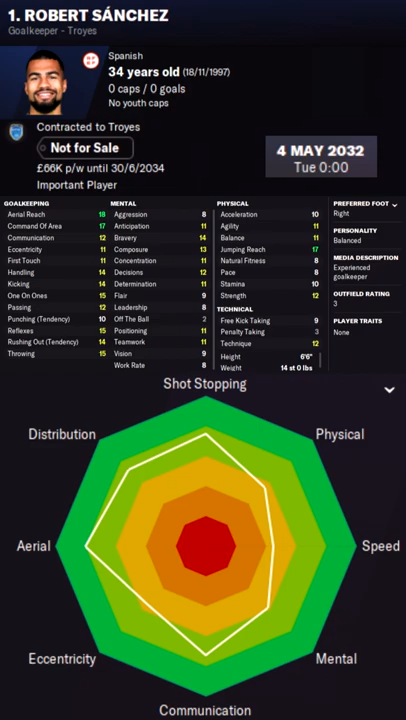 1. ROBERT SÁNCHEZ
Goalkeeper - Troyes
Spanish
34 years old (18/11/1997)
0 caps / 0 goals
No youth caps
Contracted to Troyes
Not for Sale
£66K p/w until 30/6/2034
Important Player
4 MAY 2032
Tue 0:00
GOALKEEPING
Aerial Reach 18
Command Of Area 17
Communication 12
Eccentricity 11
First Touch 11
Handling 14
Kicking 14
One On Ones 15
Passing 12
Punching (Tendency) 10
Reflexes 15
Rushing Out (Tendency) 14
Throwing 15
MENTAL
Aggression 8
Anticipation 11
Bravery 14
Composure 13
Concentration 11
Decisions 12
Determination 11
Flair 9
Leadership 8
Off The Ball 2
Positioning 11
Teamwork 11
Vision 9
Work Rate 8
PHYSICAL
Acceleration 10
Agility 11
Balance 11
Jumping Reach 17
Natural Fitness 8
Pace 8
Stamina 10
Strength 12
TECHNICAL
Free Kick Taking 9
Penalty Taking 3
Technique 12
Height 6'6"
Weight 14 st 0 lbs
PREFERRED FOOT
Right
PERSONALITY
Balanced
MEDIA DESCRIPTION
Experienced
goalkeeper
OUTFIELD RATING
3
PLAYER TRAITS
None
Shot Stopping
Distribution
Physical
Aerial
Speed
Eccentricity
Mental
Communication